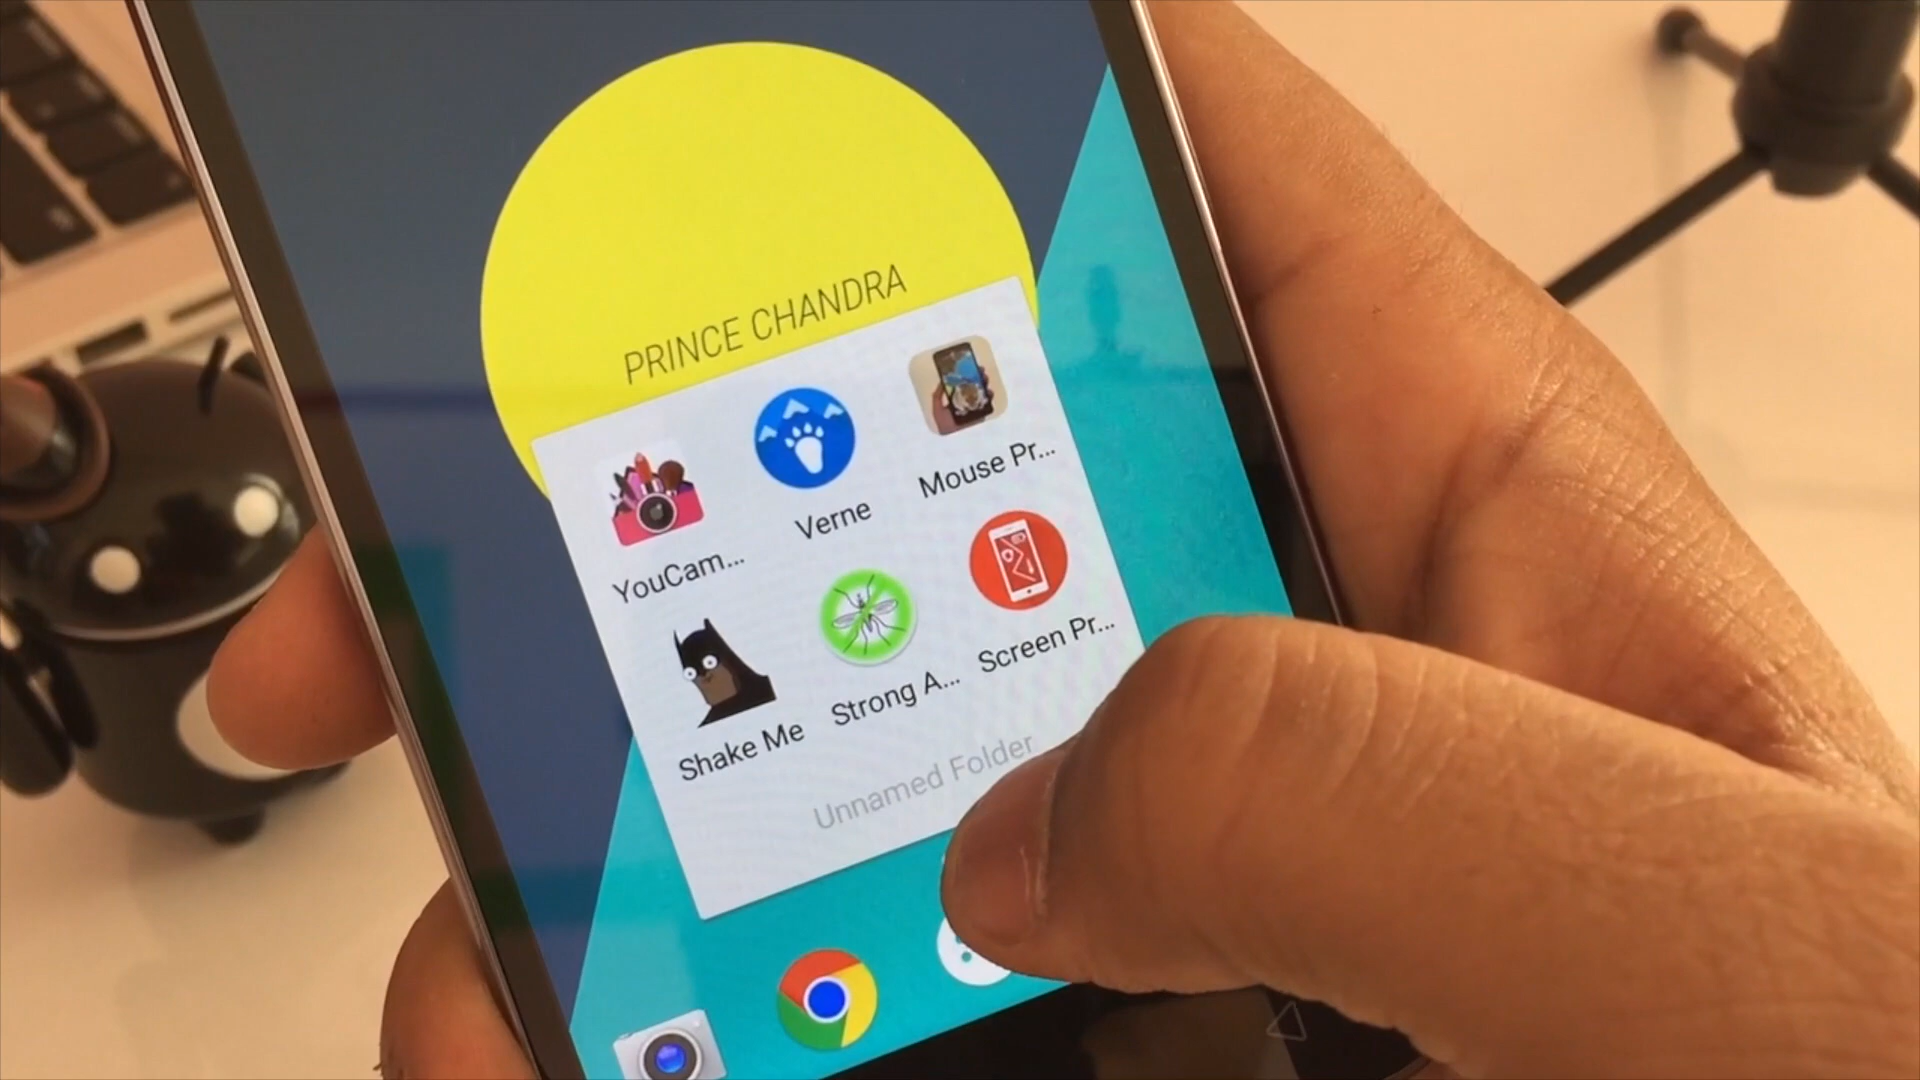 PRINCE CHANDRA
YouCam...
Verne
Mouse Pr...
Shake Me
Strong A...
Screen Pr...
Unnamed Folder